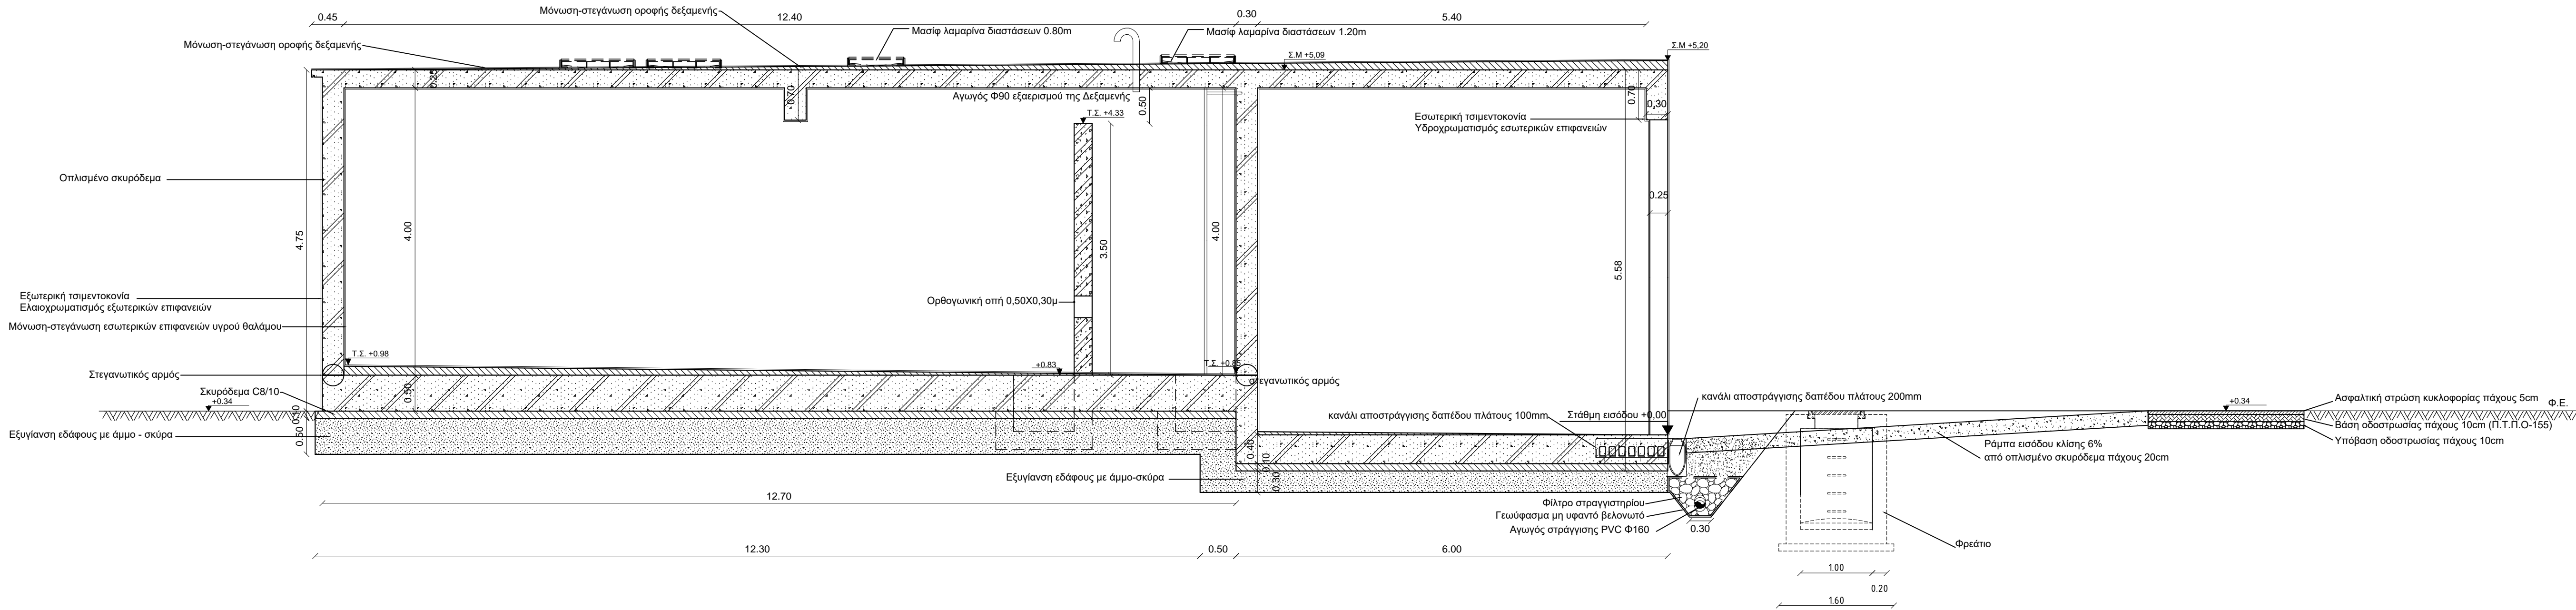 0.45
12.40
0.30
5.40
Μόνωση-στεγάνωση οροφής δεξαμενής
Μόνωση-στεγάνωση οροφής δεξαμενής
Μασίφ λαμαρίνα διαστάσεων 0.80m
Μασίφ λαμαρίνα διαστάσεων 1.20m
Σ.Μ +5,20
Σ.Μ +5,09
0.25
0.70
Αγωγός Φ90 εξαερισμού της Δεξαμενής
0.50
0.70
0,30
Τ.Σ. +4.33
Εσωτερική τσιμεντοκονία
Υδροχρωματισμός εσωτερικών επιφανειών
Οπλισμένο σκυρόδεμα
0.25
4.75
4.00
3.50
4.00
5.58
Εξωτερική τσιμεντοκονία
Ελαιοχρωματισμός εξωτερικών επιφανειών
Ορθογωνική οπή 0,50Χ0,30μ
Μόνωση-στεγάνωση εσωτερικών επιφανειών υγρού θαλάμου
Τ.Σ. +0.98
+0.83
Στεγανωτικός αρμός
στεγανωτικός αρμός
Σκυρόδεμα C8/10
+0.34
0.50
0.10
0.50
Εξυγίανση εδάφους με άμμο - σκύρα
κανάλι αποστράγγισης δαπέδου πλάτους 100mm
Στάθμη εισόδου +0,00
κανάλι αποστράγγισης δαπέδου πλάτους 200mm
+0.34
Ασφαλτική στρώση κυκλοφορίας πάχους 5cm
Φ.Ε.
Βάση οδοστρωσίας πάχους 10cm (Π.Τ.Π.Ο-155)
Υπόβαση οδοστρωσίας πάχους 10cm
Ράμπα εισόδου κλίσης 6%
από οπλισμένο σκυρόδεμα πάχους 20cm
0.40
0.10
0.30
Εξυγίανση εδάφους με άμμο-σκύρα
12.70
Φίλτρο στραγγιστηρίου
Γεωύφασμα μη υφαντό βελονωτό
Αγωγός στράγγισης PVC Φ160
0.30
Φρεάτιο
12.30
0.50
6.00
1.00
0.20
1.60